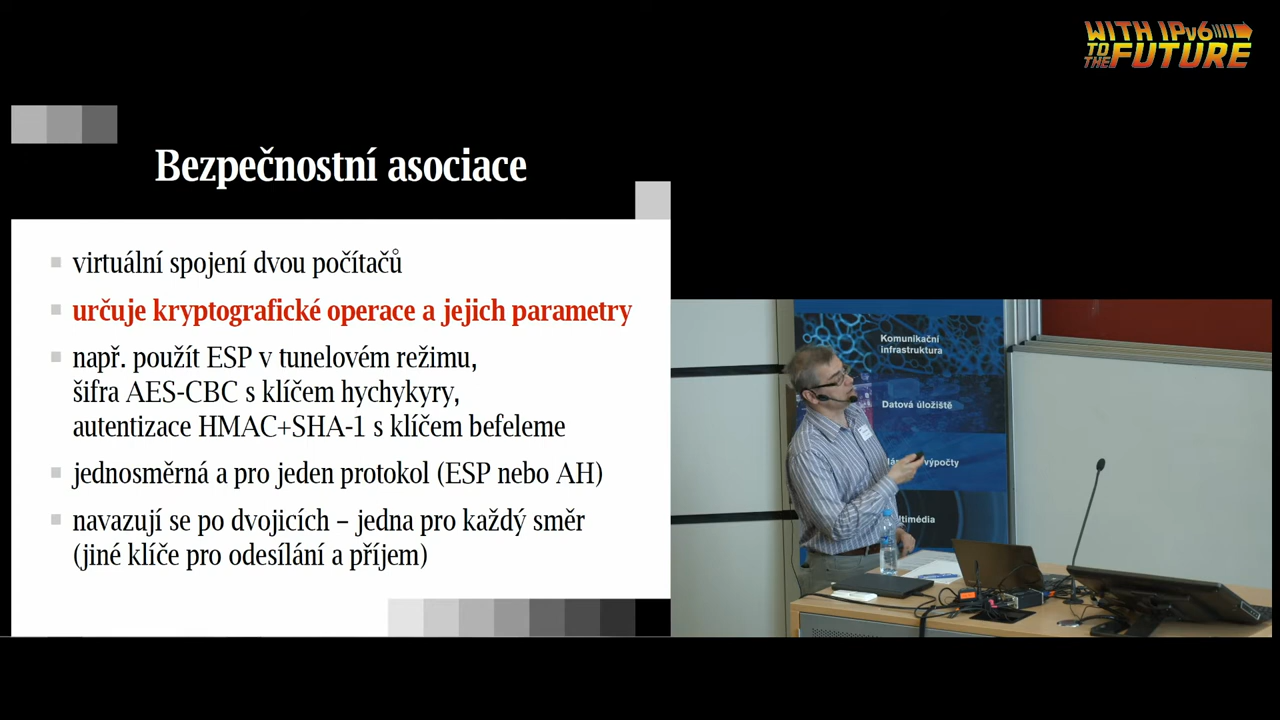 WITH IPv6
TO THE FUTURE
Bezpečnostní asociace
virtuální spojení dvou počítačů
určuje kryptografické operace a jejich parametry
např. použít ESP v tunelovém režimu,
šifra AES-CBC s klíčem hychykyry,
autentizace HMAC+SHA-1 s klíčem befeleme
jednosměrná a pro jeden protokol (ESP nebo AH)
navazují se po dvojicích – jedna pro každý směr
(jiné klíče pro odesílání a příjem)
Komunikační
infrastruktura
Datová úložiště
výpočty